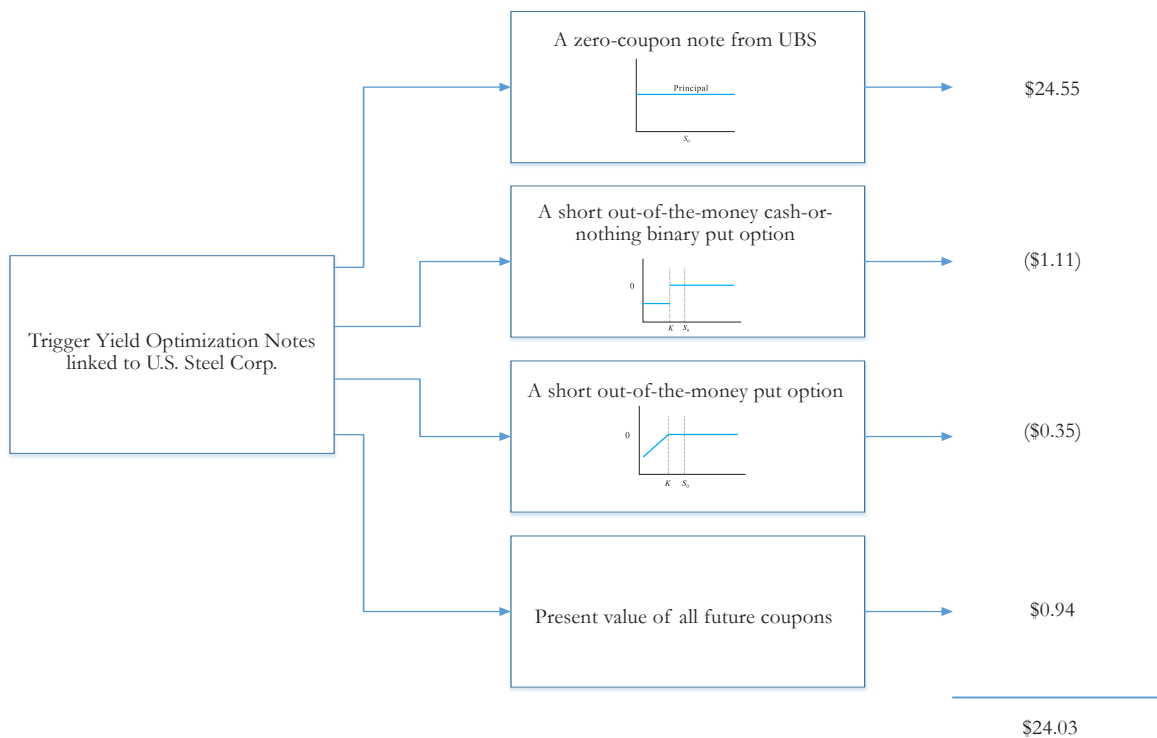 A zero-coupon note from UBS
Principal
S₀
$24.55
A short out-of-the-money cash-or-
nothing binary put option
0
K
S₀
($1.11)
Trigger Yield Optimization Notes
linked to U.S. Steel Corp.
A short out-of-the-money put option
0
K
S₀
($0.35)
Present value of all future coupons
$0.94
$24.03